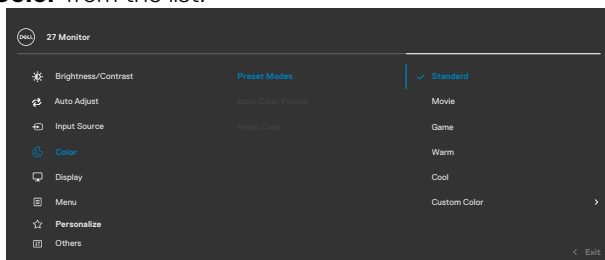 Color from the list.
DELL 27 Monitor
Brightness/Contrast Preset Modes ✓ Standard
Auto Adjust Input Color Format Movie
Input Source Reset Color Game
Color Warm
Display Cool
Menu Custom Color >
Personalize
Others
< Exit